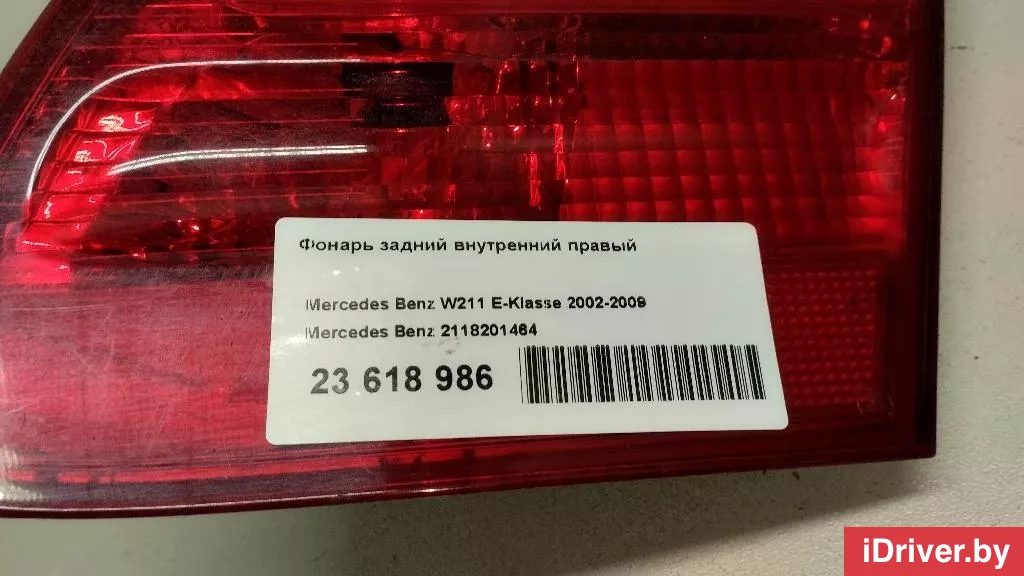 Фонарь задний внутренний правый
Mercedes Benz W211 E-Klasse 2002-2009
Mercedes Benz 2118201464
23 618 986
iDriver.by